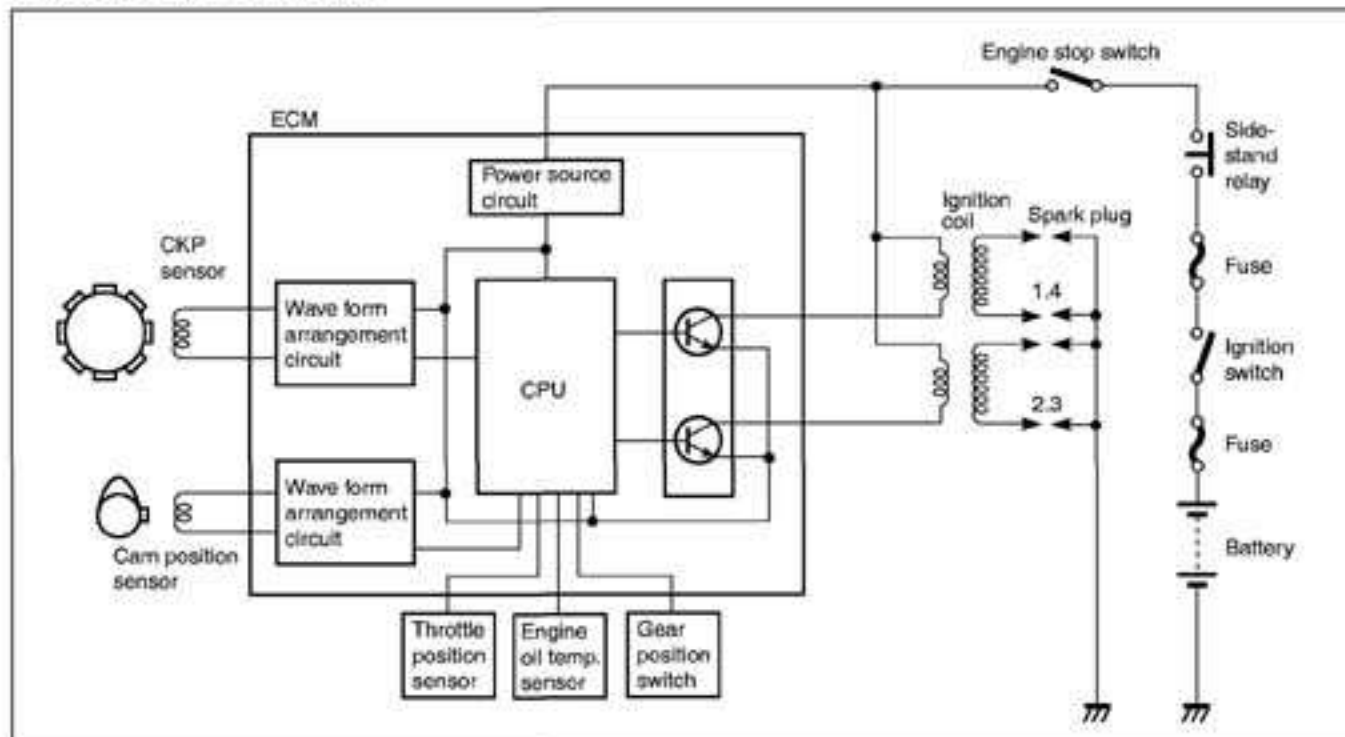 Engine stop switch
ECM
Side-
stand
relay
Power source
circuit
Ignition
coil
Spark plug
CKP
sensor
Fuse
Wave form
arrangement
circuit
1.4
Ignition
switch
CPU
2.3
Fuse
Wave form
arrangement
circuit
Cam position
sensor
Battery
Throttle
position
sensor
Engine
oil temp.
sensor
Gear
position
switch